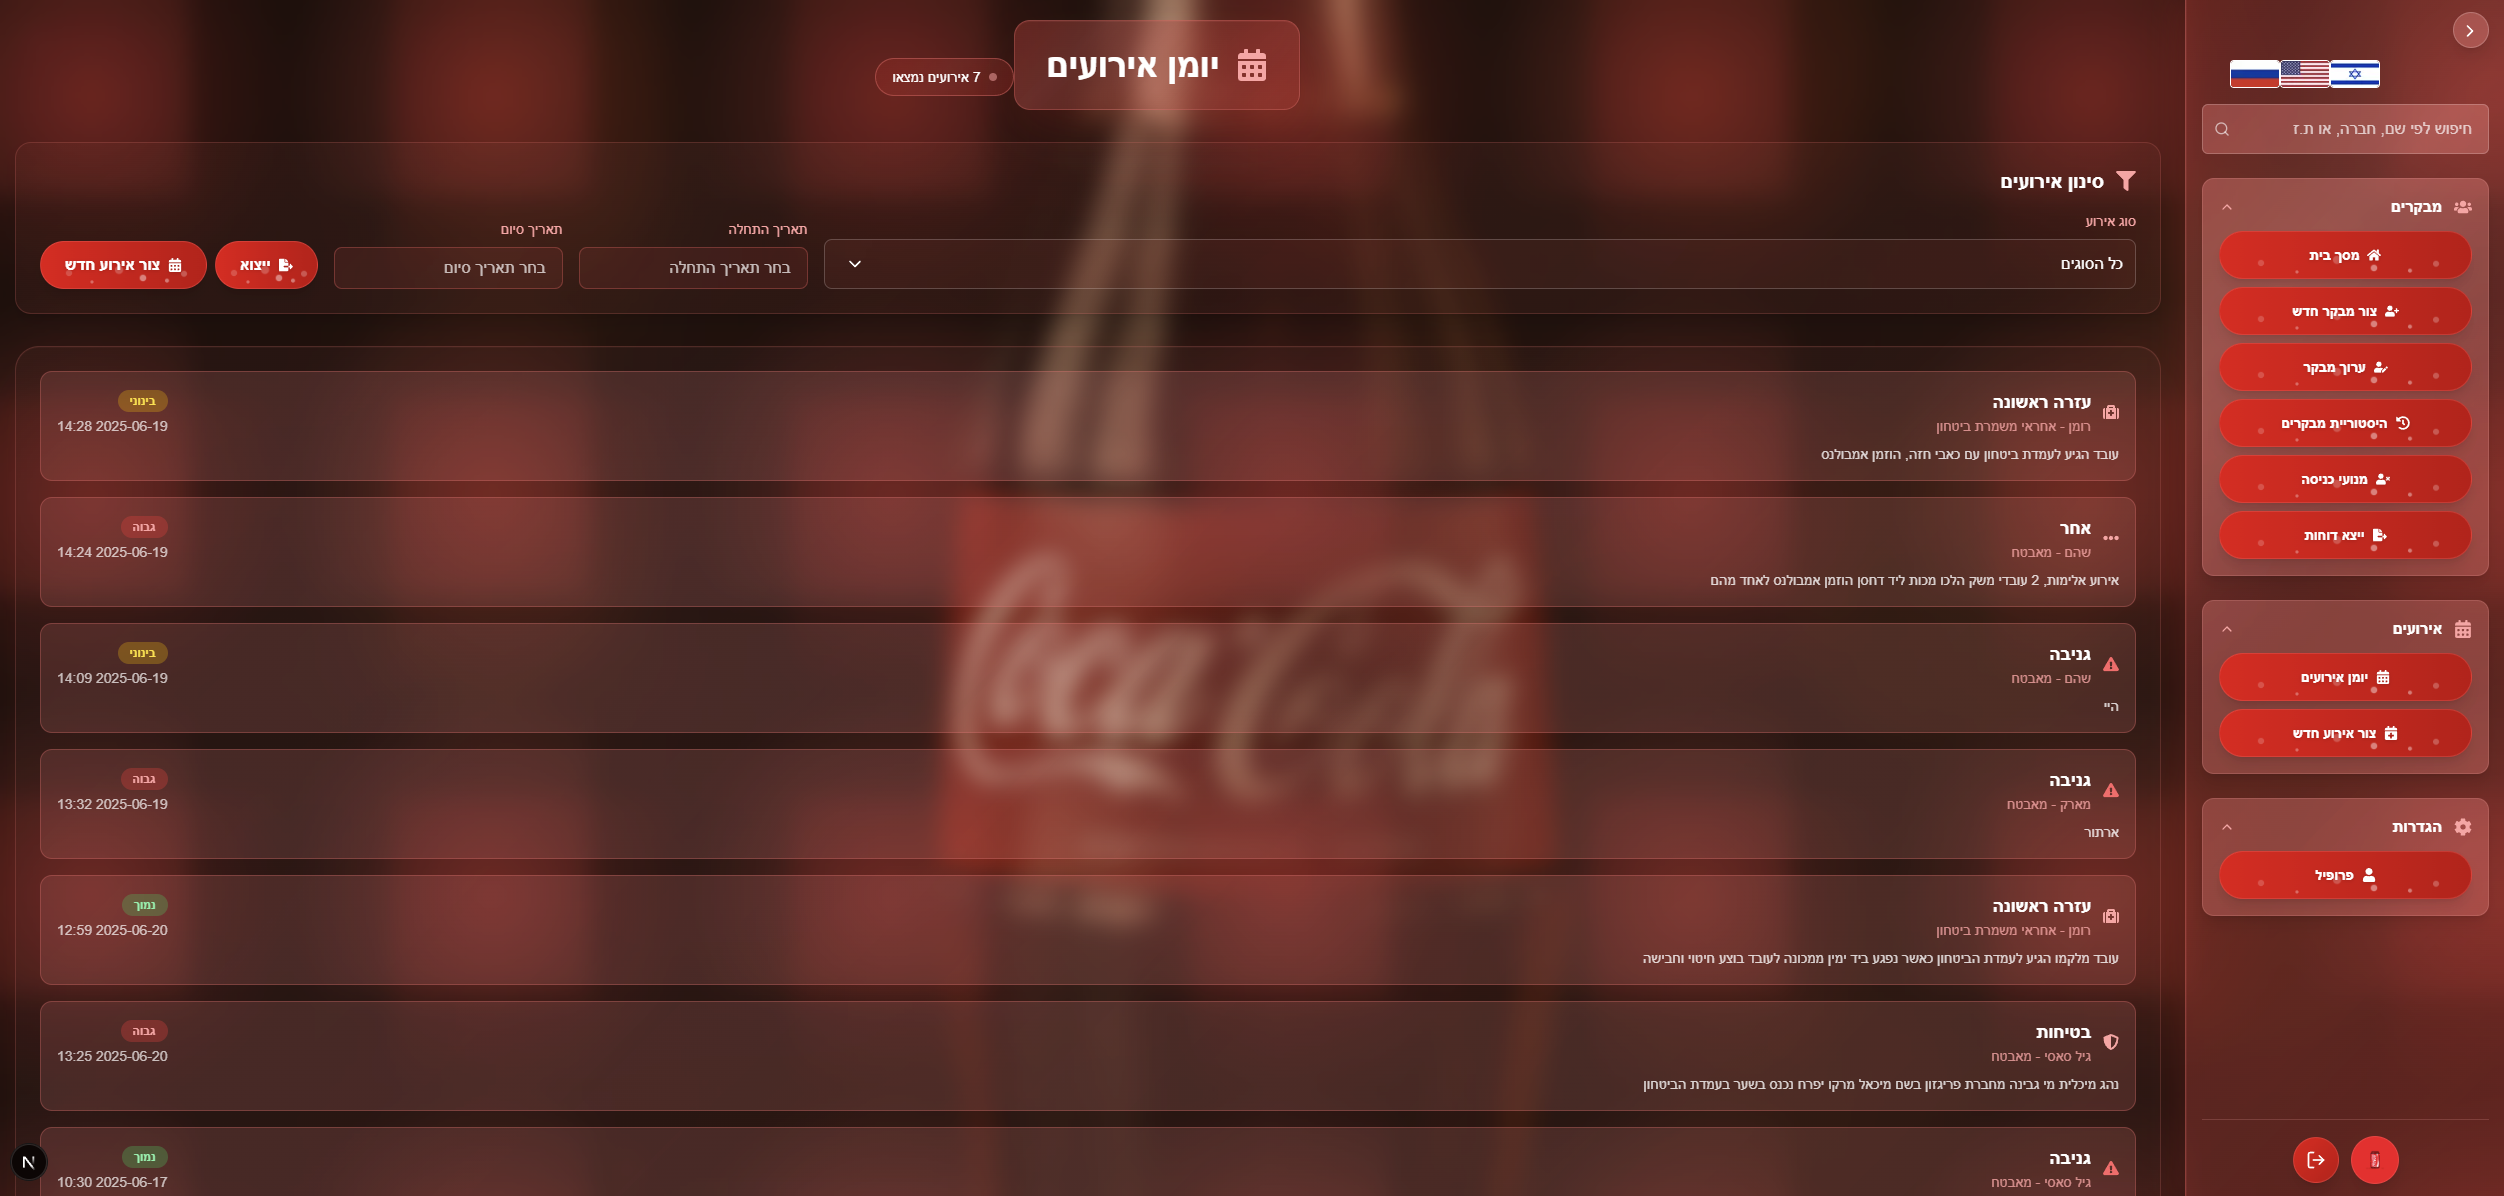 חיפוש לפי שם, חברה, או ת.ז
מבקרים
מסך בית
צור מבקר חדש
ערוך מבקר
היסטוריית מבקרים
מנועי כניסה
ייצא דוחות
אירועים
יומן אירועים
צור אירוע חדש
הגדרות
פרופיל
יומן אירועים
7 אירועים נמצאו
סינון אירועים
סוג אירוע
כל הסוגים
תאריך התחלה
בחר תאריך התחלה
תאריך סיום
בחר תאריך סיום
ייצוא
צור אירוע חדש
עזרה ראשונה
רומן - אחראי משמרת ביטחון
עובד הגיע לעמדת ביטחון עם כאבי חזה, הוזמן אמבולנס
בינוני
14:28 2025-06-19
אחר
שהם - מאבטח
אירוע אלימות, 2 עובדי משק הלכו מכות ליד דחסן הוזמן אמבולנס לאחד מהם
גבוה
14:24 2025-06-19
גניבה
שהם - מאבטח
היי
בינוני
14:09 2025-06-19
גניבה
מארק - מאבטח
ארתור
גבוה
13:32 2025-06-19
עזרה ראשונה
רומן - אחראי משמרת ביטחון
עובד מלקמו הגיע לעמדת הביטחון כאשר נפגע ביד ימין ממכונה לעובד בוצע חיטוי וחבישה
נמוך
12:59 2025-06-20
בטיחות
גיל סאסי - מאבטח
נהג מיכלית מי גבינה מחברת פריגזון בשם מיכאל מרקו יפרח נכנס בשער בעמדת הביטחון
גבוה
13:25 2025-06-20
גניבה
גיל סאסי - מאבטח
נמוך
10:30 2025-06-17
Coca Cola
N